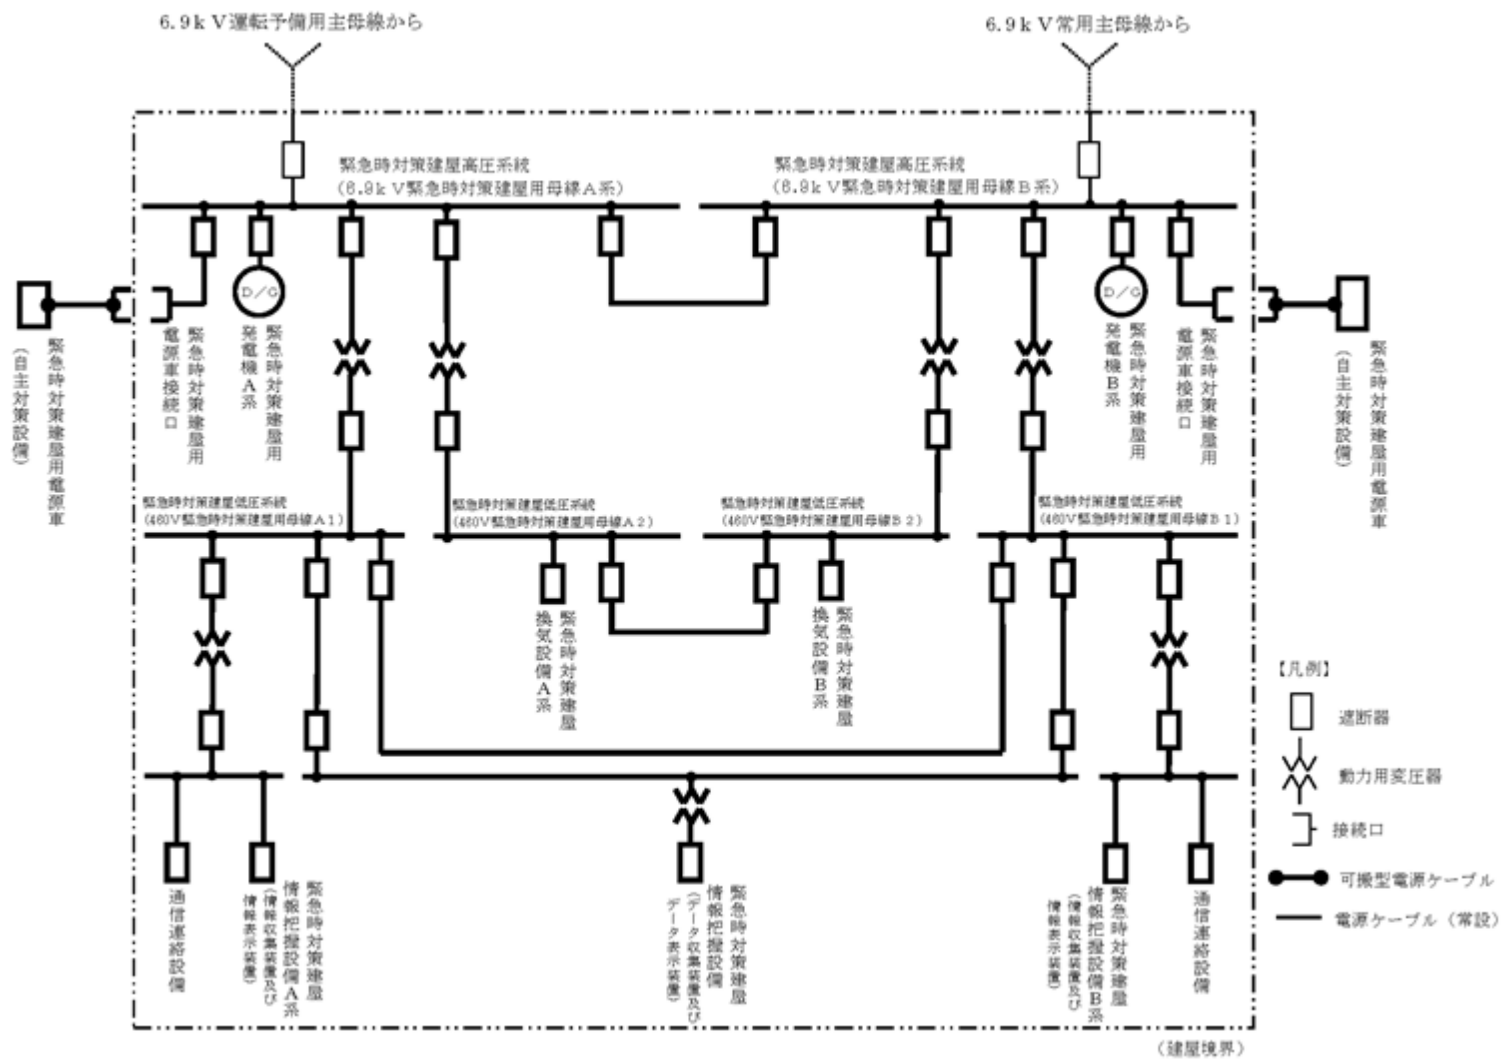 6.9kV運転予備用主母線から
6.9kV常用主母線から
緊急時対策建屋高圧系統
(6.9kV緊急時対策建屋用母線A系)
緊急時対策建屋高圧系統
(6.9kV緊急時対策建屋用母線B系)
D/G
D/G
緊急時対策建屋用電源車
(自主対策設備)
緊急時対策建屋用
電源車接続口
緊急時対策建屋用
発電機A系
緊急時対策建屋用
発電機B系
緊急時対策建屋用
電源車接続口
緊急時対策建屋用電源車
(自主対策設備)
緊急時対策建屋低圧系統
(460V緊急時対策建屋用母線A1)
緊急時対策建屋低圧系統
(460V緊急時対策建屋用母線A2)
緊急時対策建屋低圧系統
(460V緊急時対策建屋用母線B2)
緊急時対策建屋低圧系統
(460V緊急時対策建屋用母線B1)
緊急時対策建屋
換気設備A系
緊急時対策建屋
換気設備B系
【凡例】
遮断器
動力用変圧器
接続口
可搬型電源ケーブル
電源ケーブル(常設)
通信連絡設備
緊急時対策建屋
情報把握設備A系
(情報収集装置及び
情報表示装置)
緊急時対策建屋
情報把握設備
(データ収集装置及び
データ表示装置)
緊急時対策建屋
情報把握設備B系
(情報収集装置及び
情報表示装置)
通信連絡設備
(建屋境界)